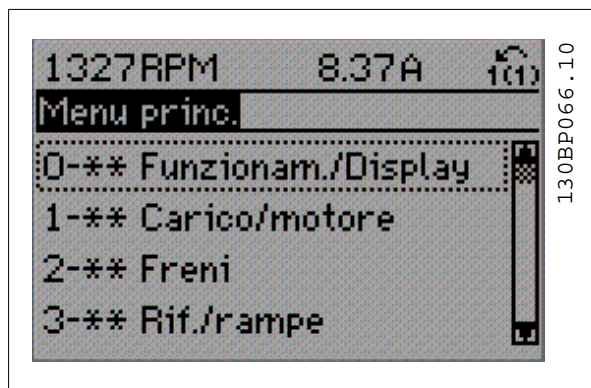 1327RPM 8.37A 1(1)
Menu princ.
0-** Funzionam./Display
1-** Carico/motore
2-** Freni
3-** Rif./rampe
130BP066.10